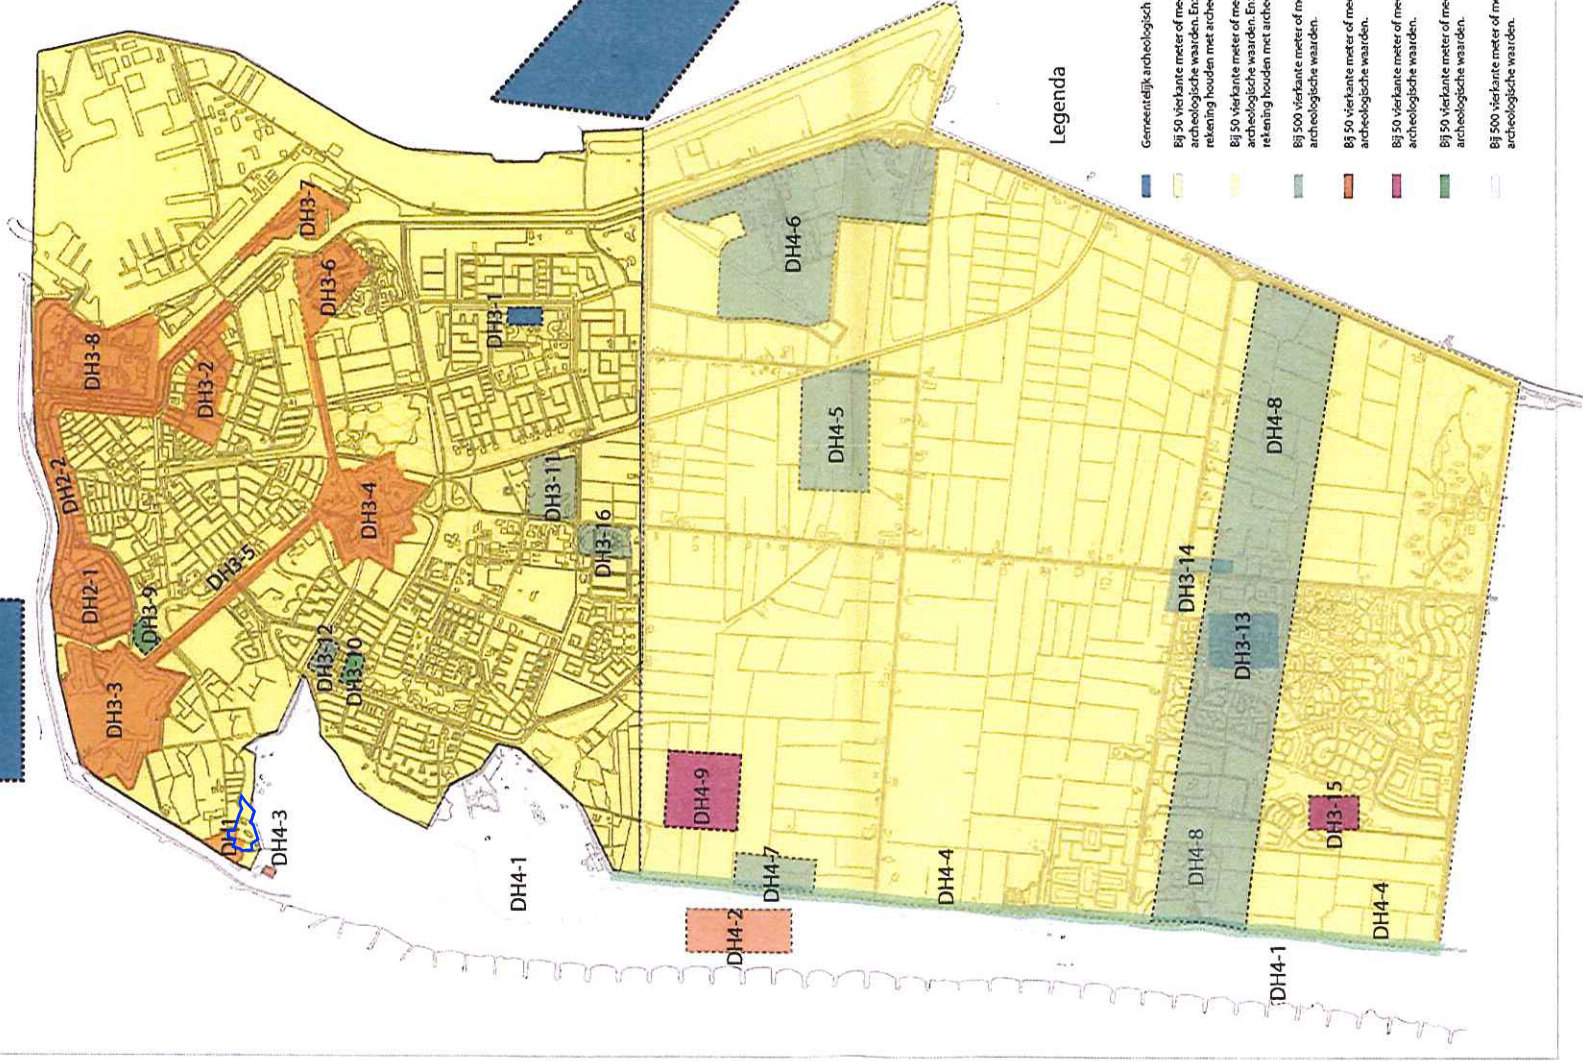 DH3-7
DH3-6
DH3-8
DH3-2
DH3-1
DH4-6
DH2-2
DH3-4
DH3-11
DH3-16
DH4-5
DH4-8
DH2-1
DH3-9
DH3-5
DH3-12
DH3-10
DH3-14
DH3-13
DH3-3
DH1
DH4-3
DH4-1
DH4-9
DH4-7
DH4-2
DH4-4
DH4-8
DH3-15
DH4-4
DH4-1
Legenda
Gemeentelijk archeologisch
Bij 50 vierkante meter of me
archeologische waarden. En:
rekening houden met arche
Bij 50 vierkante meter of me
archeologische waarden. En:
rekening houden met arche
Bij 500 vierkante meter of m
archeologische waarden.
Bij 50 vierkante meter of me
archeologische waarden.
Bij 50 vierkante meter of me
archeologische waarden.
Bij 50 vierkante meter of me
archeologische waarden.
Bij 500 vierkante meter of m
archeologische waarden.